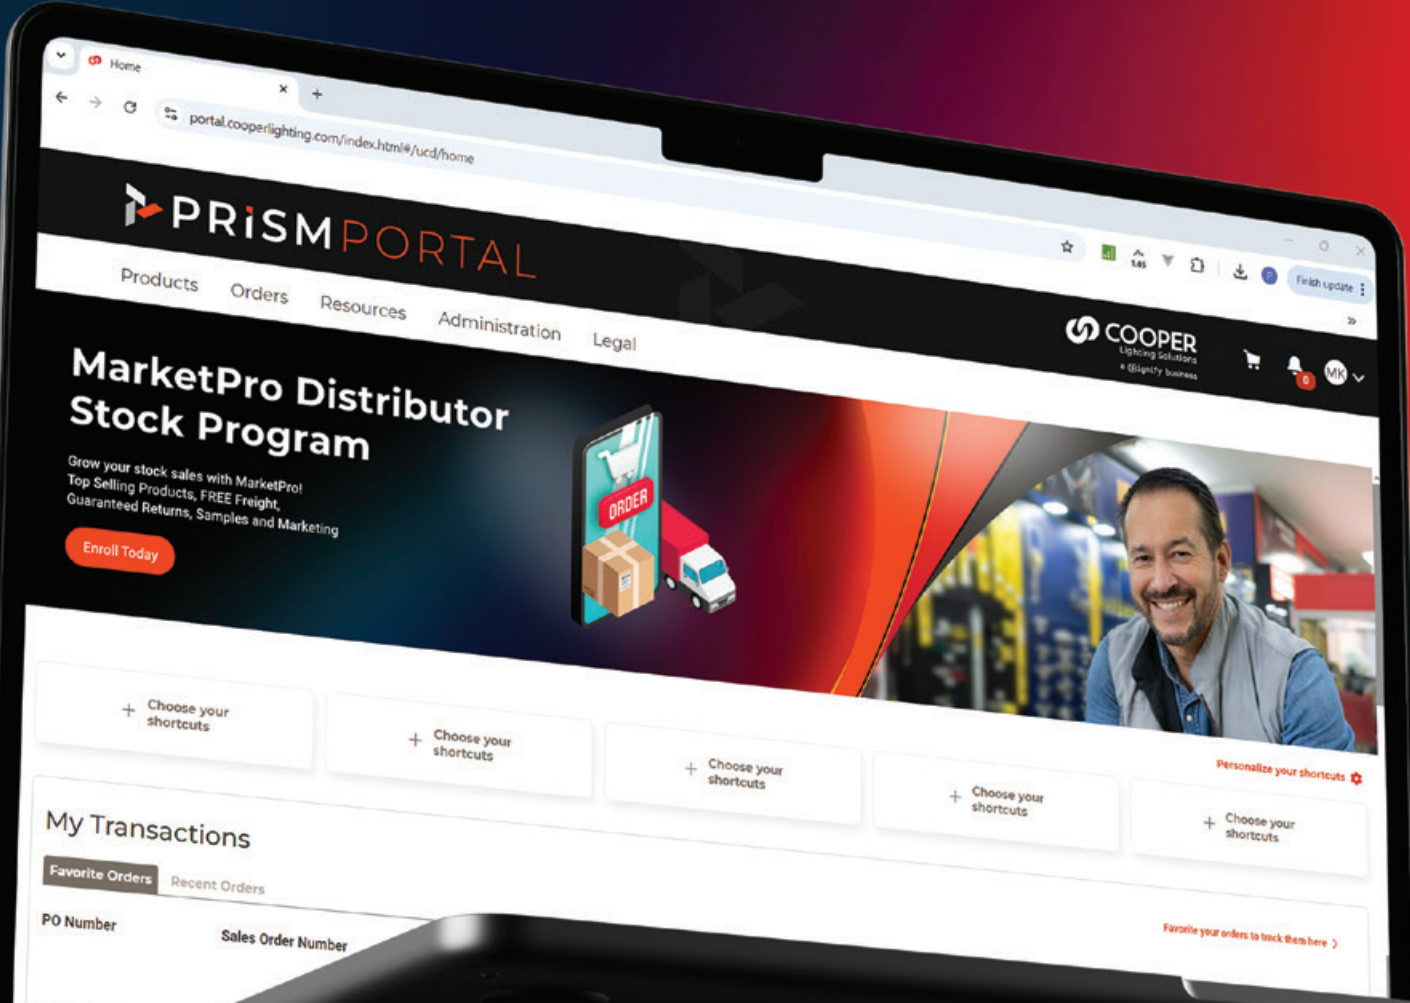 Home
portal.cooperlighting.com/index.html#/ucd/home
1.05
P
Finish update
PRiSMPORTAL
COOPER
Lighting Solutions
a Signify business
0
MK
Products
Orders
Resources
Administration
Legal
MarketPro Distributor
Stock Program
Grow your stock sales with MarketPro!
Top Selling Products, FREE Freight,
Guaranteed Returns, Samples and Marketing
Enroll Today
ORDER
Personalize your shortcuts
+ Choose your
shortcuts
+ Choose your
shortcuts
+ Choose your
shortcuts
+ Choose your
shortcuts
+ Choose your
shortcuts
My Transactions
Favorite Orders
Recent Orders
Favorite your orders to track them here >
PO Number
Sales Order Number